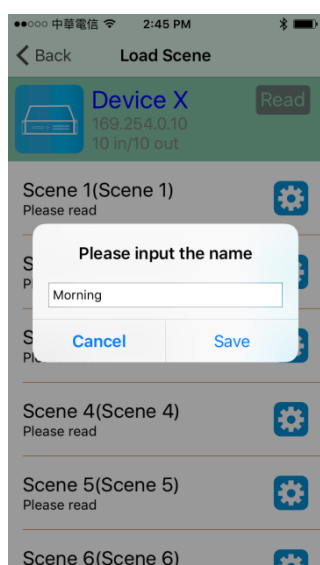 中華電信 2:45 PM
Back Load Scene
Device X Read
169.254.0.10
10 in/10 out
Scene 1(Scene 1)
Please read
Please input the name
Morning
Cancel Save
Scene 4(Scene 4)
Please read
Scene 5(Scene 5)
Please read
Scene 6(Scene 6)